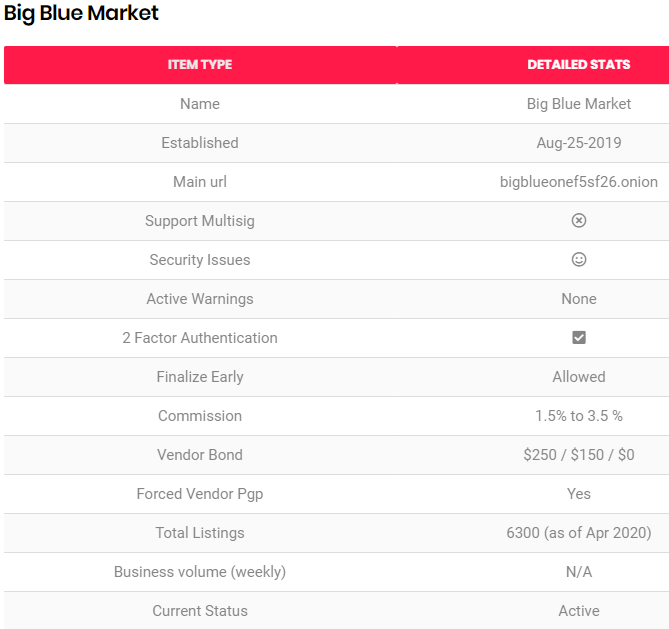 Big Blue Market
ITEM TYPE DETAILED STATS
Name Big Blue Market
Established Aug-25-2019
Main url bigblueonef5sf26.onion
Support Multisig
Security Issues
Active Warnings None
2 Factor Authentication
Finalize Early Allowed
Commission 1.5% to 3.5 %
Vendor Bond $250 / $150 / $0
Forced Vendor Pgp Yes
Total Listings 6300 (as of Apr 2020)
Business volume (weekly) N/A
Current Status Active